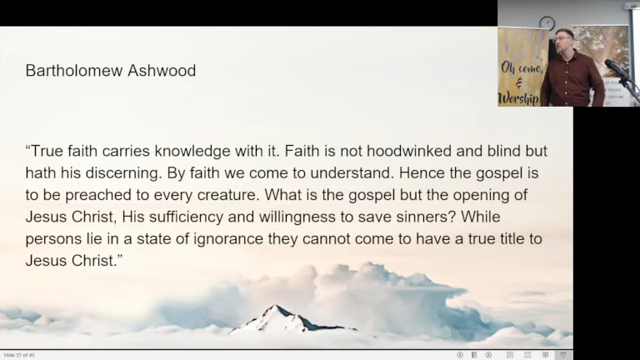 Bartholomew Ashwood
“True faith carries knowledge with it. Faith is not hoodwinked and blind but
hath his discerning. By faith we come to understand. Hence the gospel is
to be preached to every creature. What is the gospel but the opening of
Jesus Christ, His sufficiency and willingness to save sinners? While
persons lie in a state of ignorance they cannot come to have a true title to
Jesus Christ.”
Oh come,
&
Worship
Slide 37 of 45